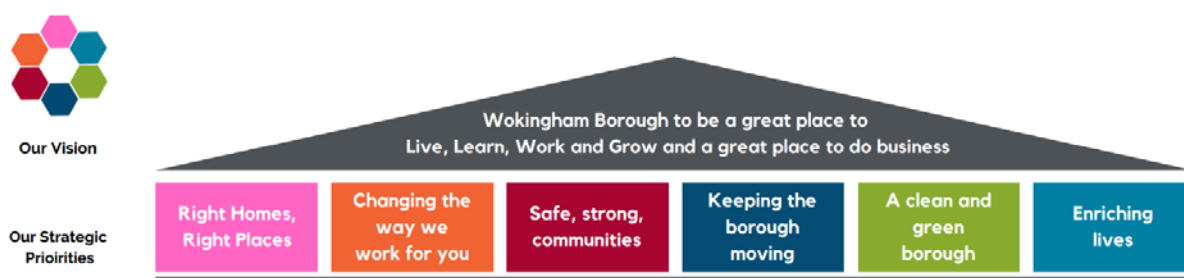 Our Vision
Wokingham Borough to be a great place to
Live, Learn, Work and Grow and a great place to do business
Our Strategic
Prioirities
Right Homes,
Right Places
Changing the
way we
work for you
Safe, strong,
communities
Keeping the
borough
moving
A clean and
green
borough
Enriching
lives